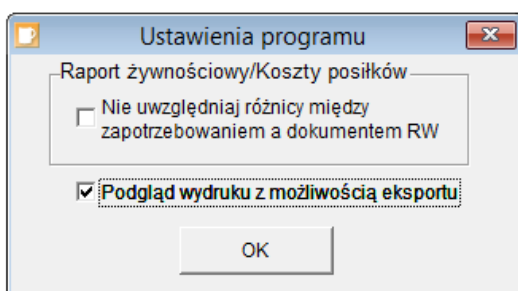 Ustawienia programu
Raport żywnościowy/Koszty posiłków
Nie uwzględniaj różnicy między
zapotrzebowaniem a dokumentem RW
Podgląd wydruku z możliwością eksportu
OK